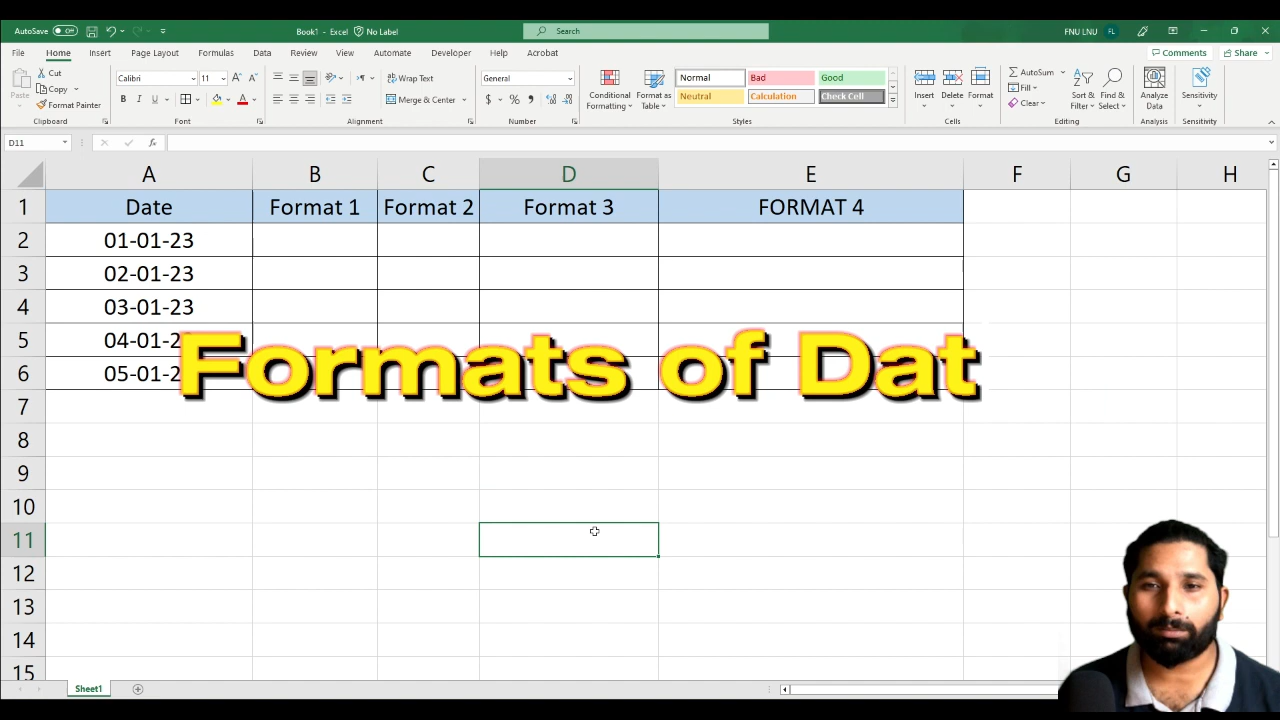 AutoSave Off Book1 - Excel No Label Search FNU LNU FL
File Home Insert Page Layout Formulas Data Review View Automate Developer Help Acrobat Comments Share
Paste Cut Copy Format Painter Clipboard
Calibri 11 B I U Font
Wrap Text Merge & Center Alignment
General $ % Number
Conditional Formatting Format as Table Normal Bad Good Neutral Calculation Check Cell Styles
Insert Delete Format Cells
AutoSum Fill Clear Sort & Filter Find & Select Editing
Analyze Data Analysis
Sensitivity Sensitivity
D11 fx
A B C D E F G H
1 Date Format 1 Format 2 Format 3 FORMAT 4
2 01-01-23
3 02-01-23
4 03-01-23
5 04-01-2
6 05-01-2
Formats of Dat
7
8
9
10
11
12
13
14
15
Sheet1